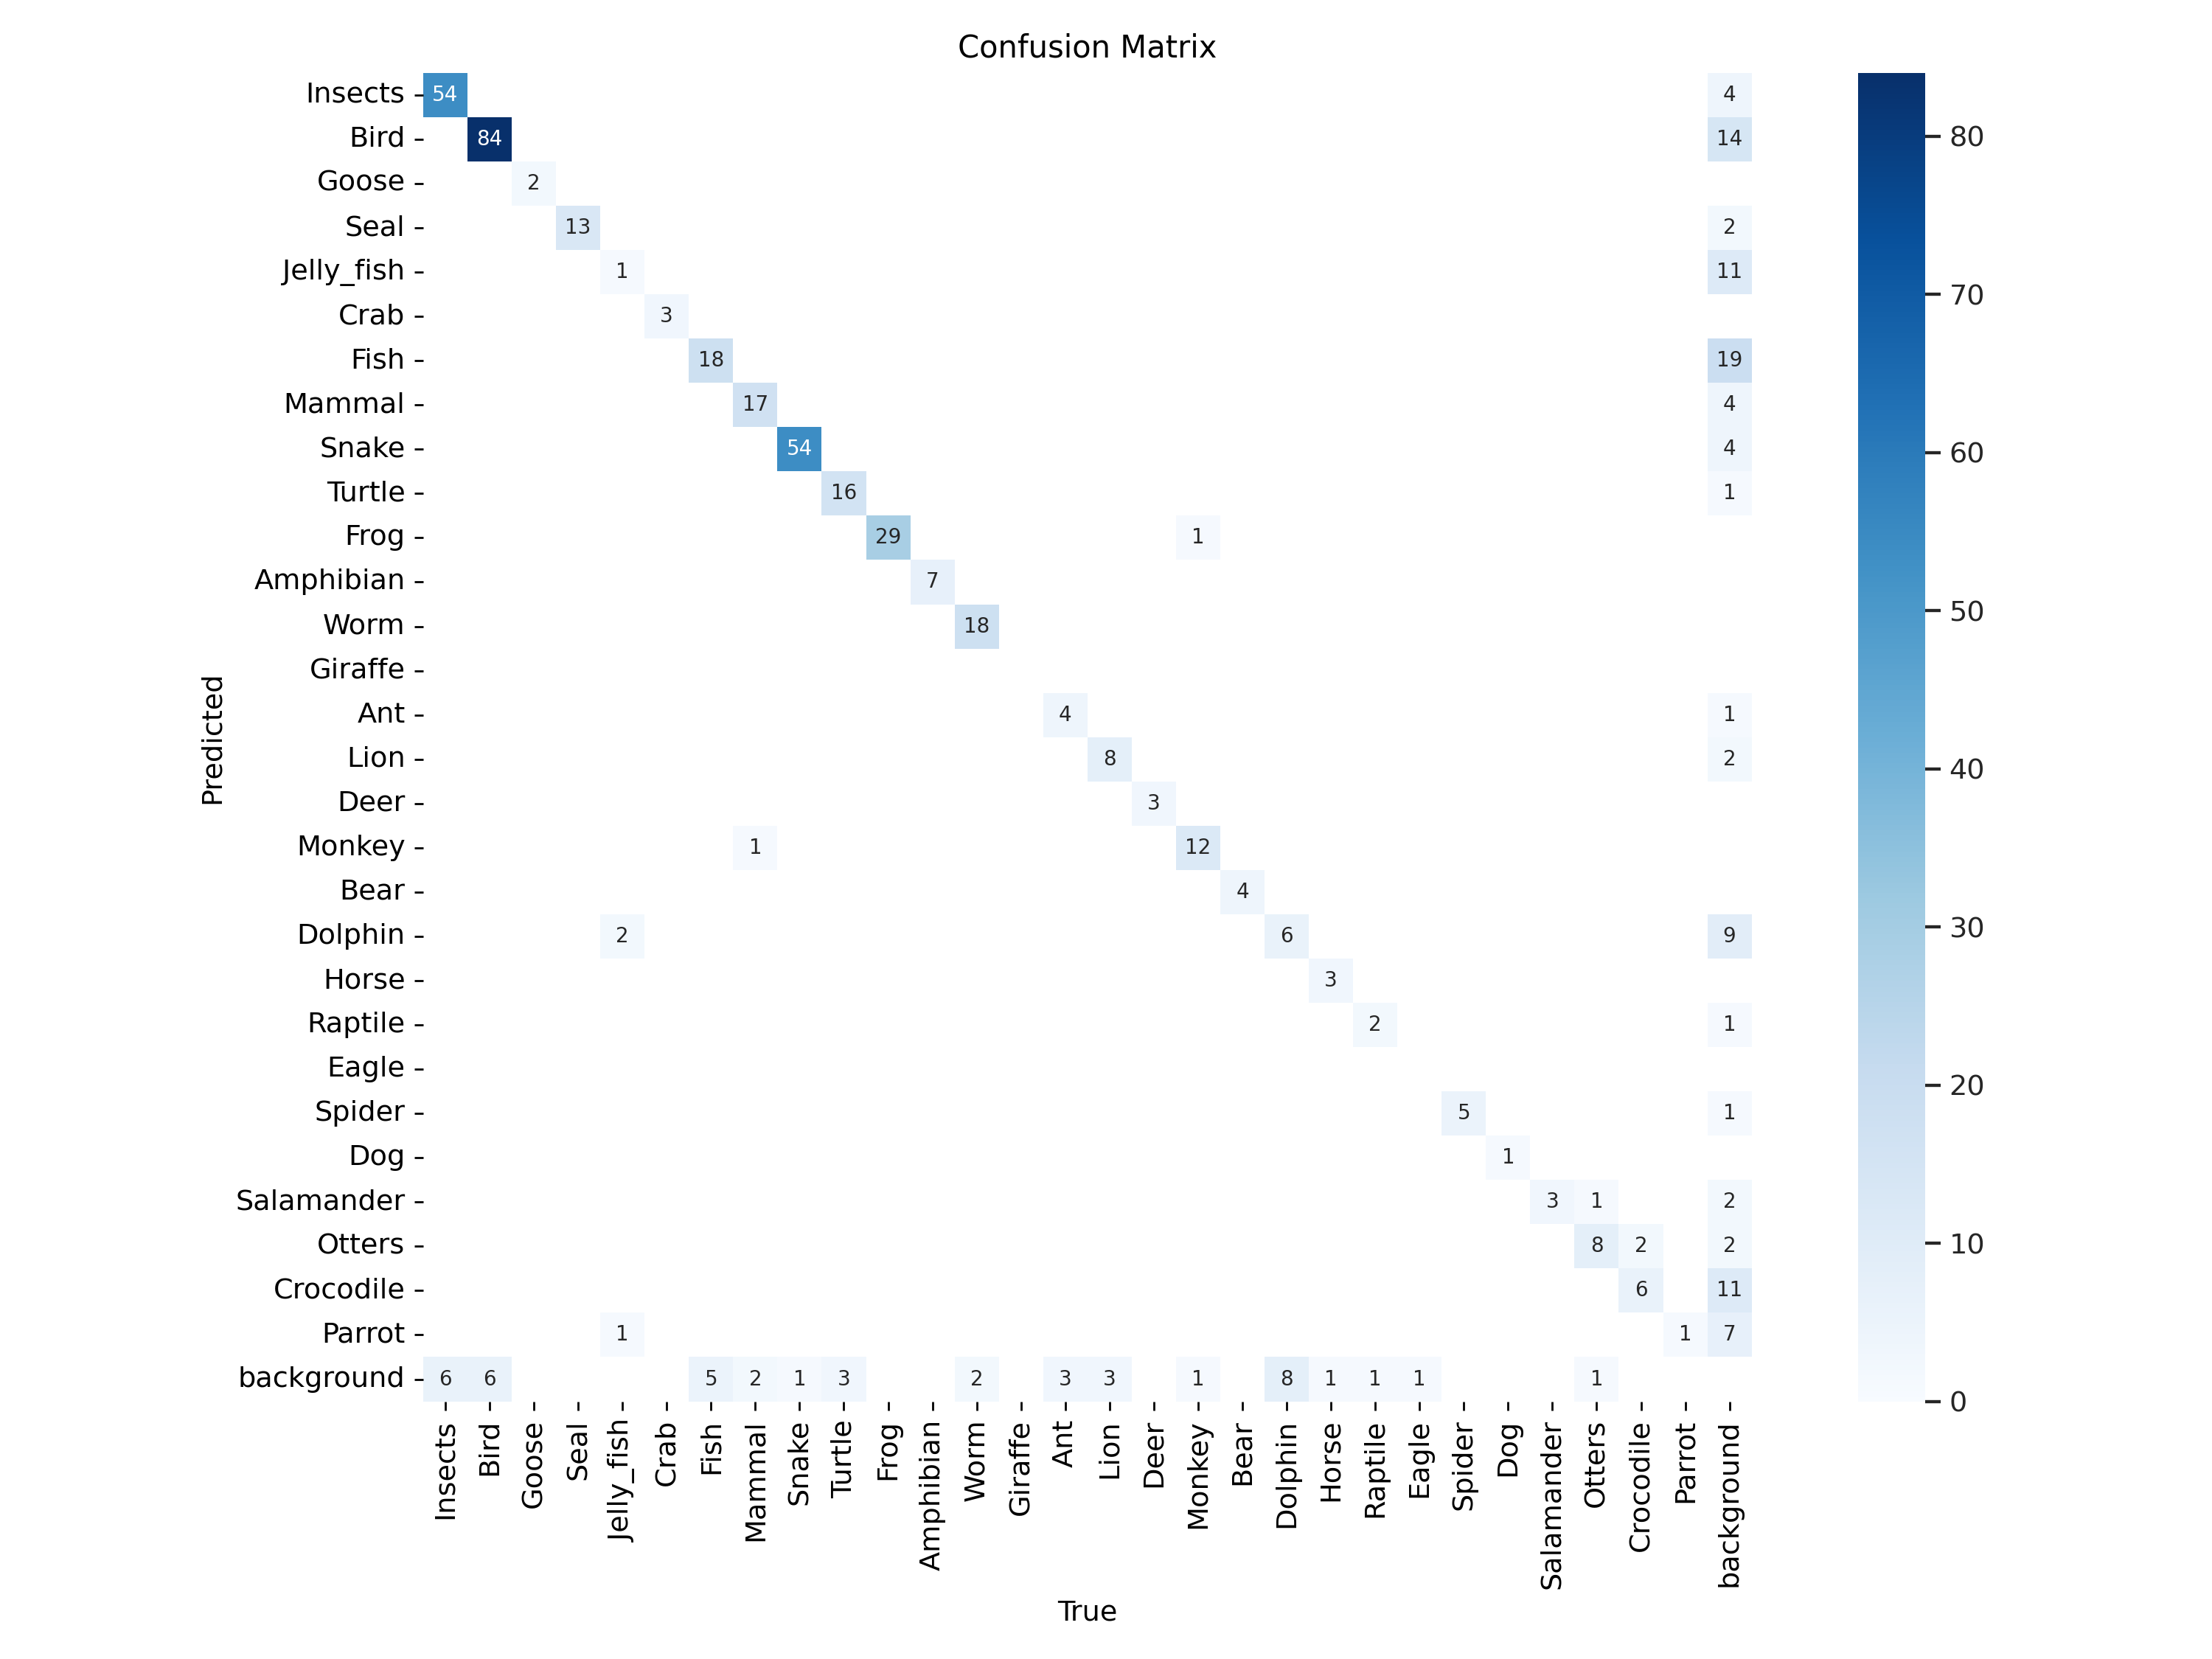 Confusion Matrix
Insects 54 4
Bird 84 14 80
Goose 2
Seal 13 2
Jelly_fish 1 11 70
Crab 3
Fish 18 19
Mammal 17 4
Snake 54 4 60
Turtle 16 1
Frog 29 1
Amphibian 7
Worm 18 50
Giraffe
Ant 4 1
Lion 8 2 40
Deer 3
Monkey 1 12
Bear 4
Dolphin 2 6 9 30
Horse 3
Raptile 2 1
Eagle
Spider 5 1 20
Dog 1
Salamander 3 1 2
Otters 8 2 2 10
Crocodile 6 11
Parrot 1 1 7
background 6 6 5 2 1 3 2 3 3 1 8 1 1 1 1 0
Predicted
Insects
Bird
Goose
Seal
Jelly_fish
Crab
Fish
Mammal
Snake
Turtle
Frog
Amphibian
Worm
Giraffe
Ant
Lion
Deer
Monkey
Bear
Dolphin
Horse
Raptile
Eagle
Spider
Dog
Salamander
Otters
Crocodile
Parrot
background
True